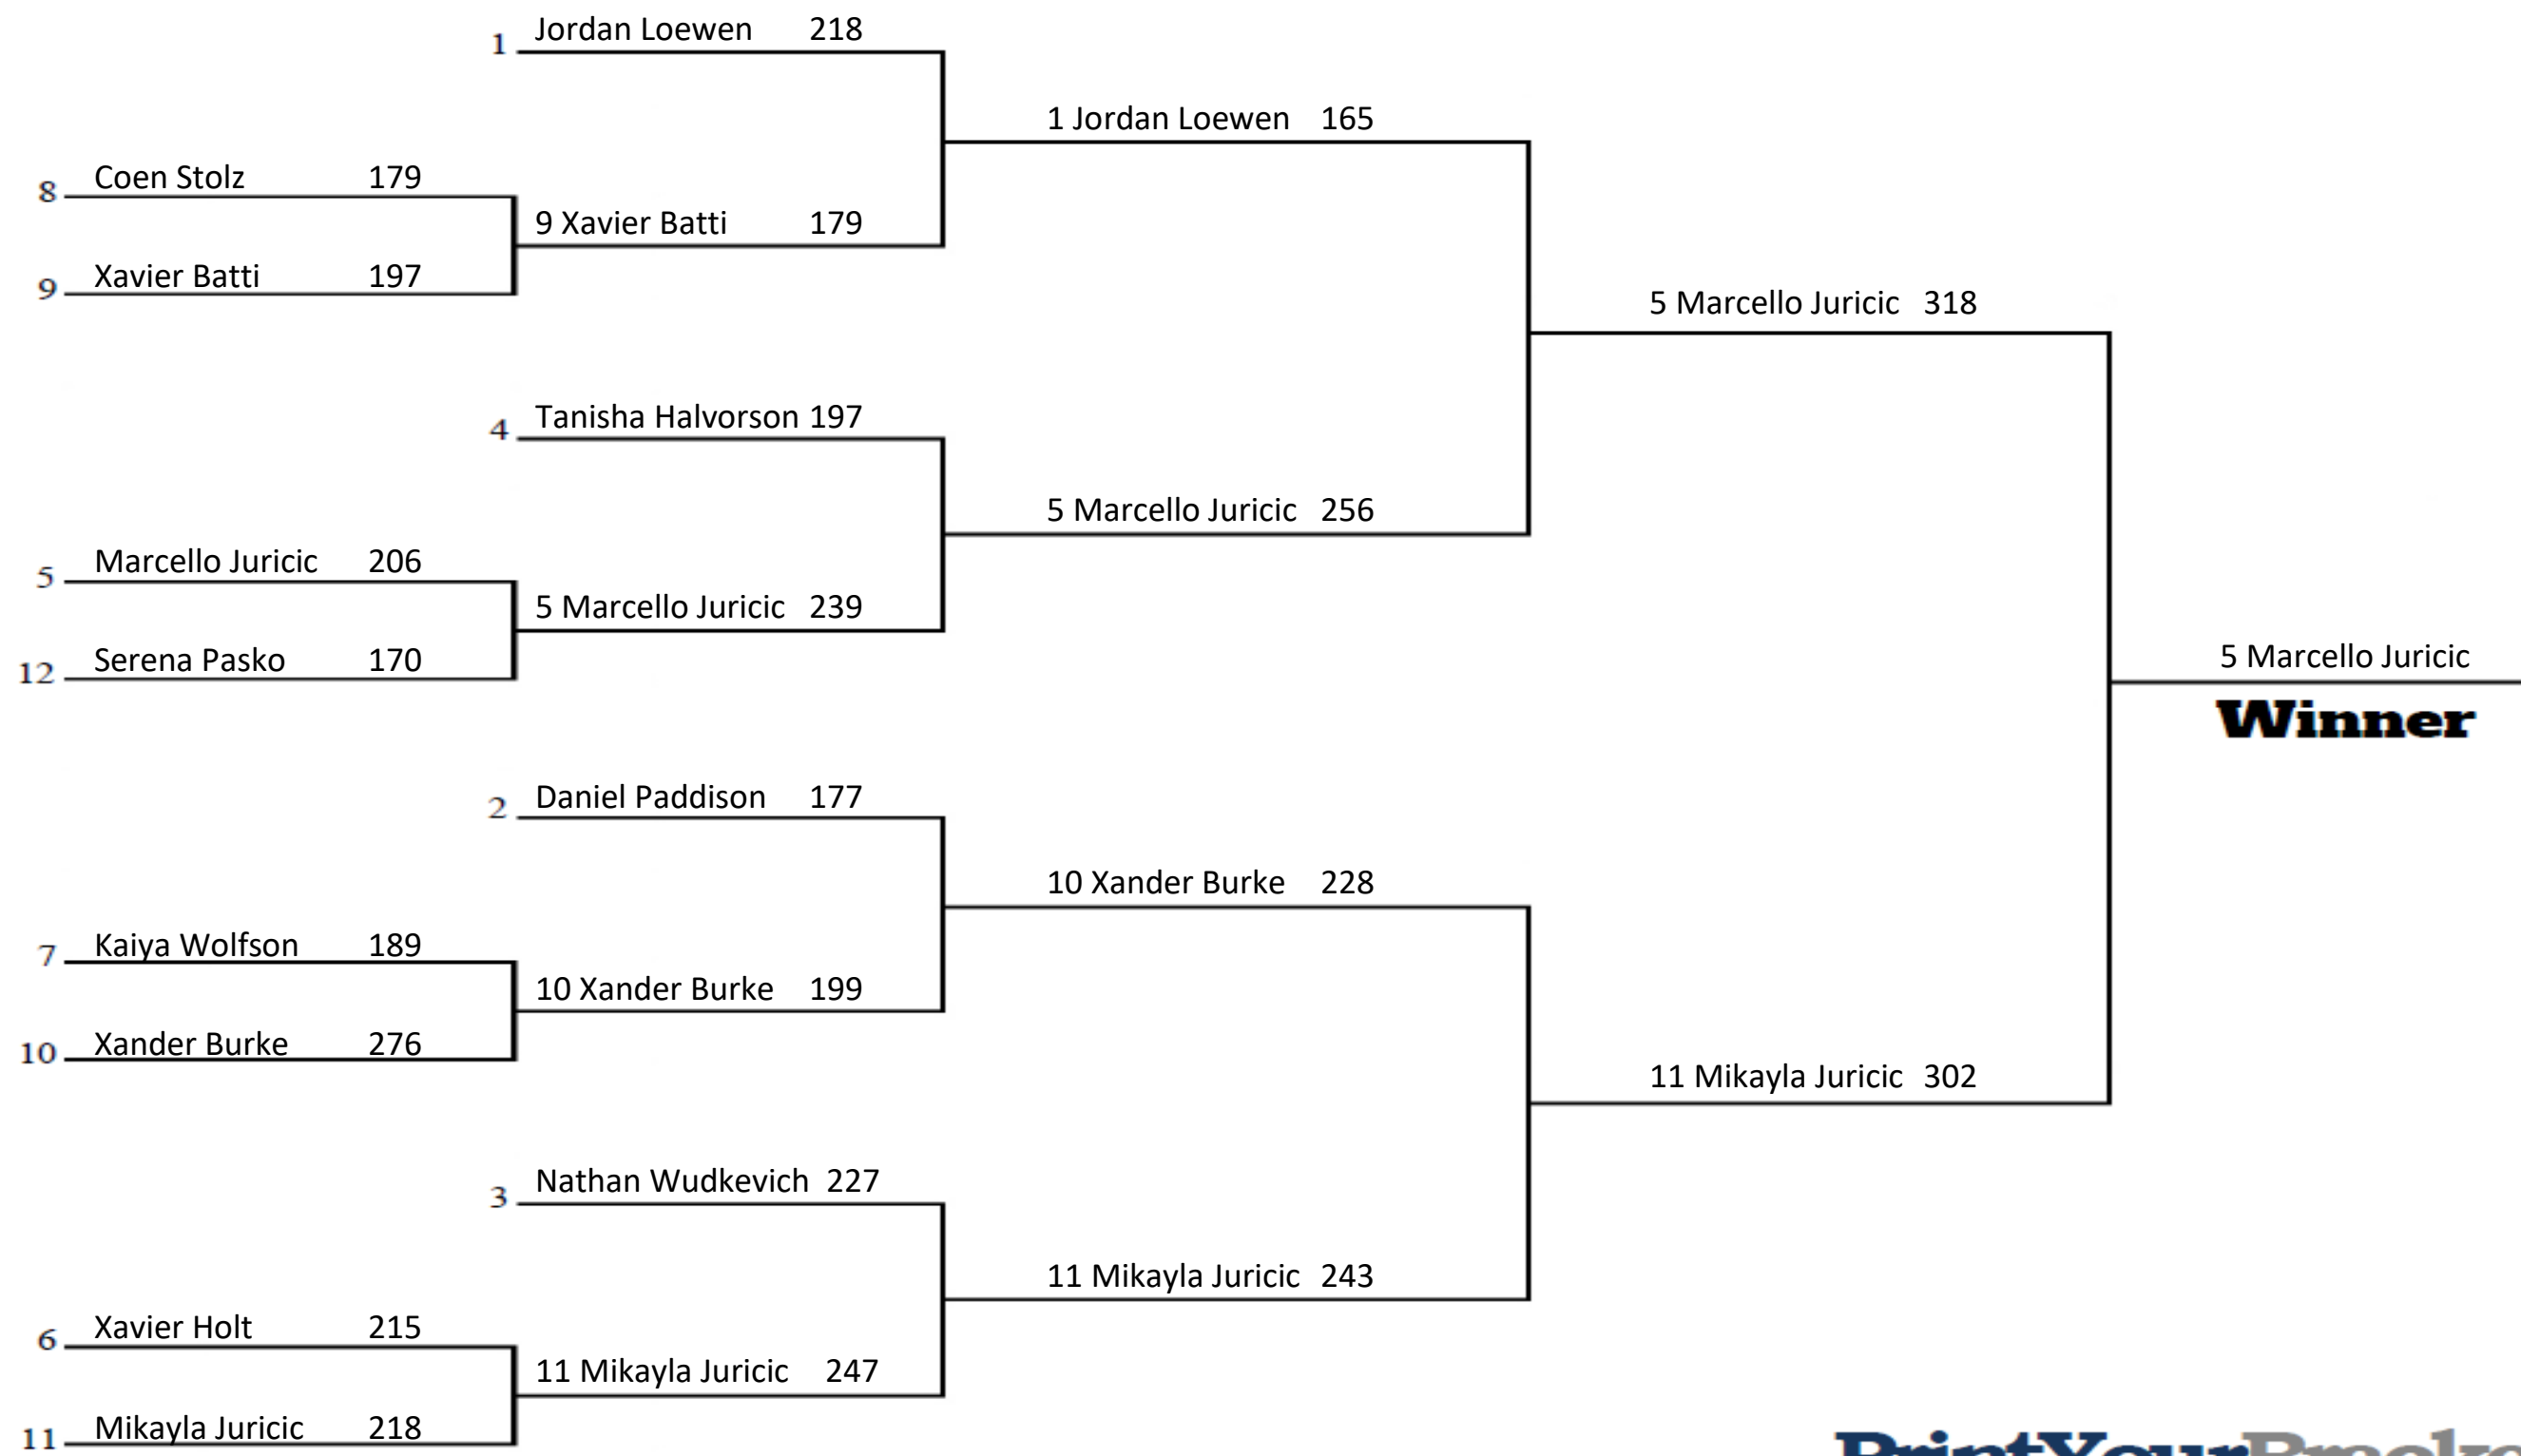 1 Jordan Loewen 218
1 Jordan Loewen 165
8 Coen Stolz 179
9 Xavier Batti 179
9 Xavier Batti 197
5 Marcello Juricic 318
4 Tanisha Halvorson 197
5 Marcello Juricic 256
5 Marcello Juricic 206
5 Marcello Juricic 239
12 Serena Pasko 170
5 Marcello Juricic
Winner
2 Daniel Paddison 177
10 Xander Burke 228
7 Kaiya Wolfson 189
10 Xander Burke 199
10 Xander Burke 276
11 Mikayla Juricic 302
3 Nathan Wudkevich 227
11 Mikayla Juricic 243
6 Xavier Holt 215
11 Mikayla Juricic 247
11 Mikayla Juricic 218